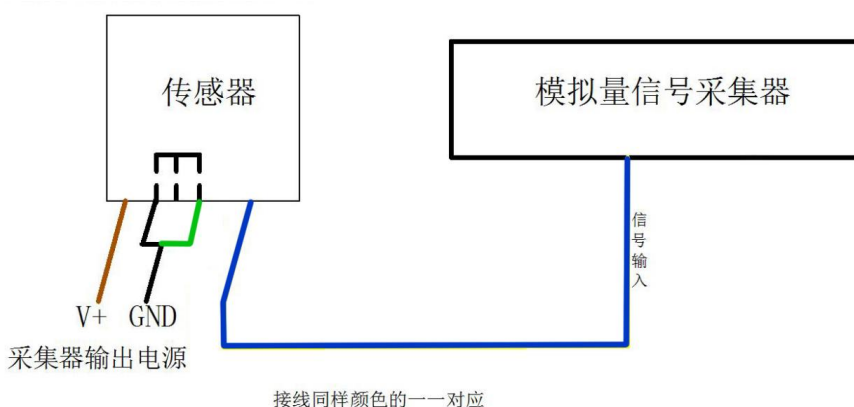 传感器
模拟量信号采集器
信号输入
V+ GND
采集器输出电源
接线同样颜色的一一对应